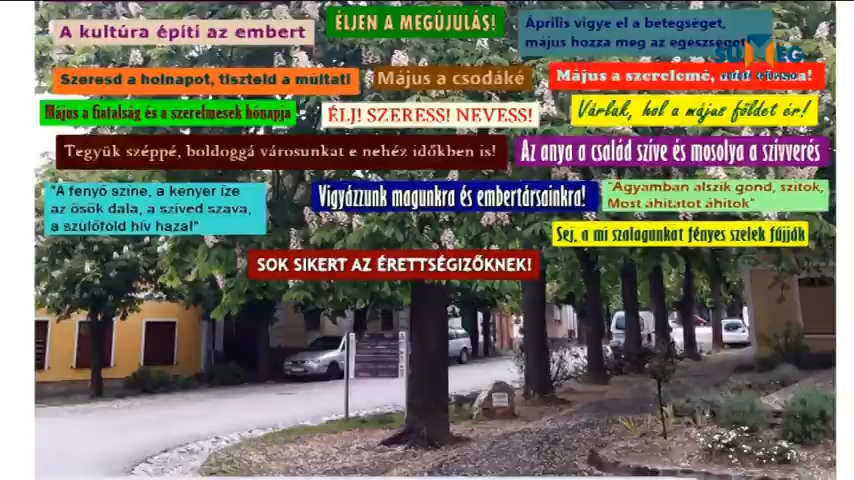 A kultúra építi az embert
ÉLJEN A MEGÚJULÁS!
Április vigye el a betegséget,
május hozza meg az egészséget!
SÜMEG
Szeresd a holnapot, tiszteld a múltat!
Május a csodáké
Május a szerelemé,
Május a fiatalság és a szerelmesek hónapja
ÉLJ! SZERESS! NEVESS!
Várlak, hol a május földet ér!
Tegyük széppé, boldoggá városunkat e nehéz időkben is!
Az anya a család szíve és mosolya a szívverés
"A fenyő színe, a kenyer íze
az ősök dala, a szíved szava,
a szülőföld hív haza!"
Vigyázzunk magunkra és embertársainkra!
"Agyamban alszik gond, szitok,
Most áhitatot áhítok"
Sej, a mi szalagunkat fényes szelek fújják
SOK SIKERT AZ ÉRETTSÉGIZŐKNEK!